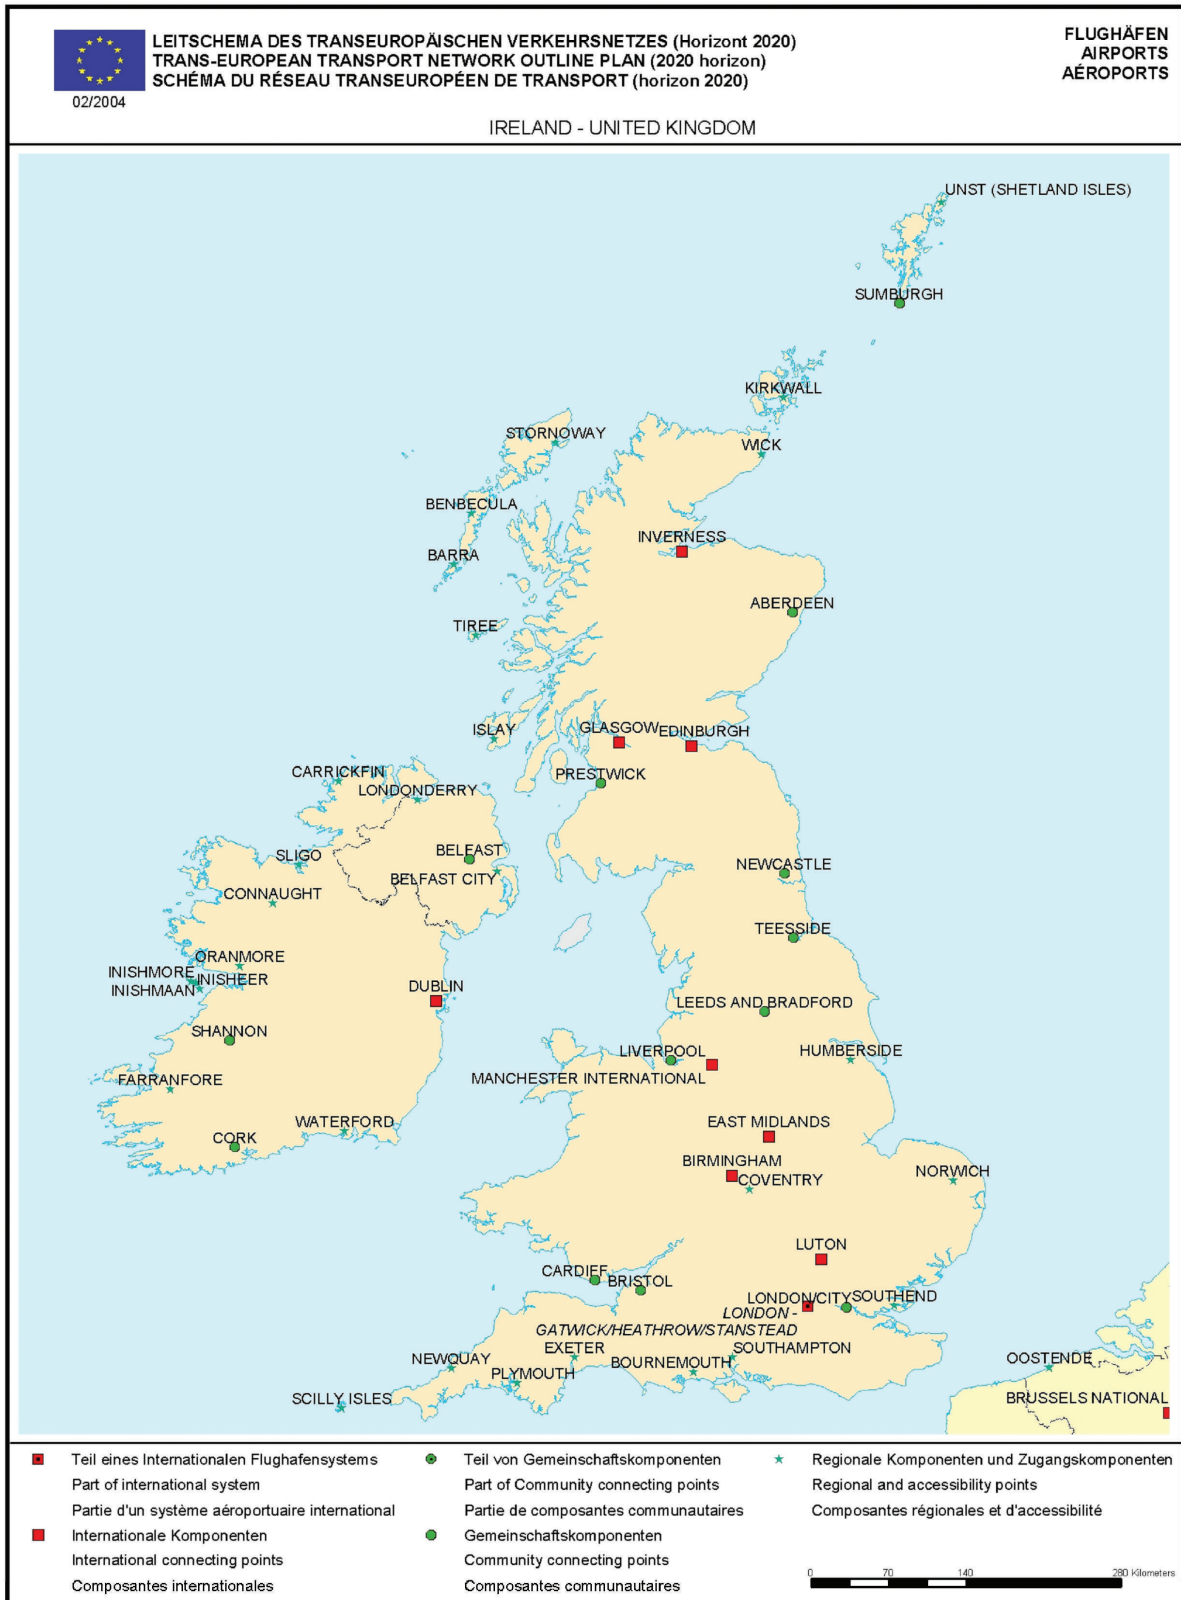 LEITSCHEMA DES TRANSEUROPÄISCHEN VERKEHRSNETZES (Horizont 2020)
TRANS-EUROPEAN TRANSPORT NETWORK OUTLINE PLAN (2020 horizon)
SCHÉMA DU RÉSEAU TRANSEUROPÉEN DE TRANSPORT (horizon 2020)
02/2004
FLUGHÄFEN
AIRPORTS
AÉROPORTS
IRELAND - UNITED KINGDOM
UNST (SHETLAND ISLES)
SUMBURGH
KIRKWALL
STORNOWAY
WICK
BENBECULA
INVERNESS
BARRA
ABERDEEN
TIREE
ISLAY
GLASGOW
EDINBURGH
CARRICKFIN
PRESTWICK
LONDONDERRY
BELFAST
SLIGO
NEWCASTLE
BELFAST CITY
CONNAUGHT
TEESSIDE
ORANMORE
INISHMORE
INISHEER
INISHMAAN
DUBLIN
LEEDS AND BRADFORD
SHANNON
LIVERPOOL
HUMBERSIDE
FARRANFORE
MANCHESTER INTERNATIONAL
WATERFORD
EAST MIDLANDS
CORK
BIRMINGHAM
NORWICH
COVENTRY
LUTON
CARDIFF
BRISTOL
LONDON/CITY
SOUTHEND
LONDON -
GATWICK/HEATHROW/STANSTEAD
EXETER
SOUTHAMPTON
NEWQUAY
BOURNEMOUTH
OOSTENDE
PLYMOUTH
SCILLY ISLES
BRUSSELS NATIONAL
Teil eines Internationalen Flughafensystems
Part of international system
Partie d'un système aéroportuaire international
Internationale Komponenten
International connecting points
Composantes internationales
Teil von Gemeinschaftskomponenten
Part of Community connecting points
Partie de composantes communautaires
Gemeinschaftskomponenten
Community connecting points
Composantes communautaires
Regionale Komponenten und Zugangskomponenten
Regional and accessibility points
Composantes régionales et d'accessibilité
0 70 140 280 Kilometers